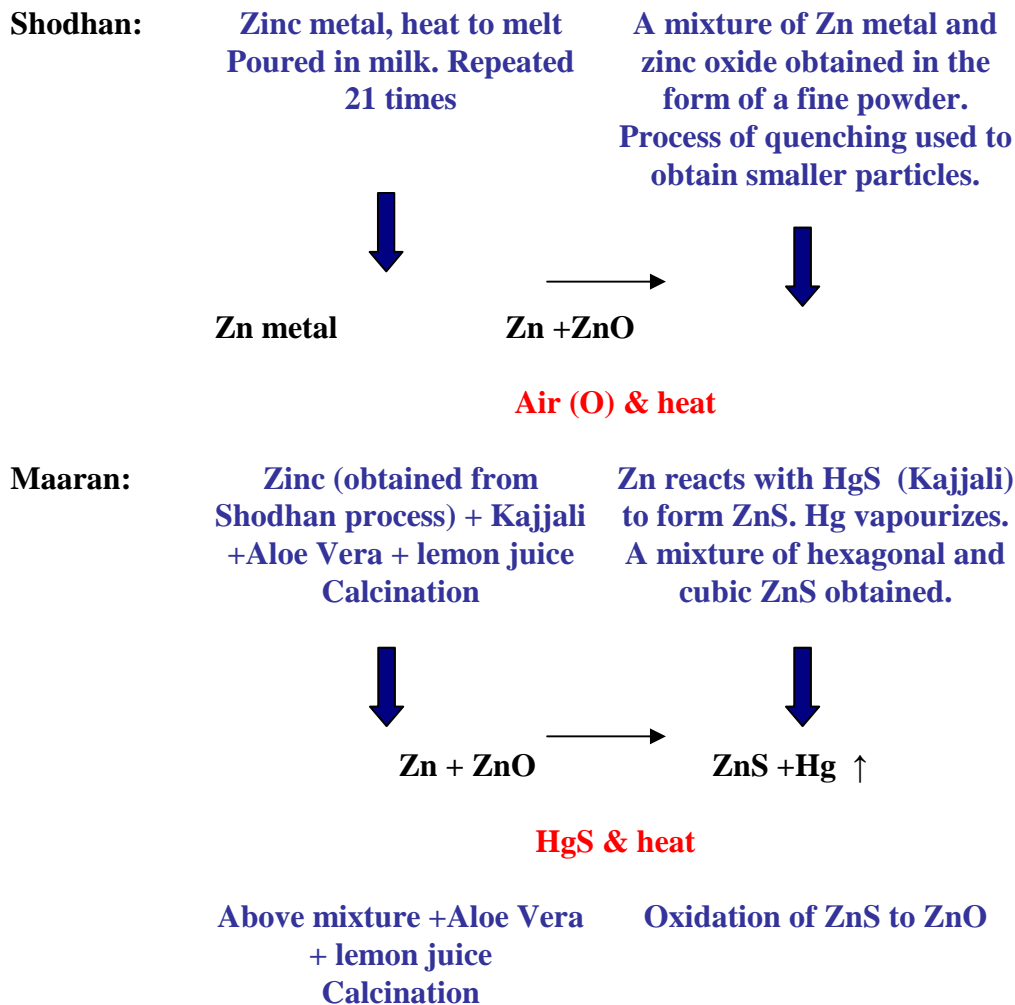 Shodhan:
Zinc metal, heat to melt
Poured in milk. Repeated
21 times
A mixture of Zn metal and
zinc oxide obtained in the
form of a fine powder.
Process of quenching used to
obtain smaller particles.
Zn metal
Zn +ZnO
Air (O) & heat
Maaran:
Zinc (obtained from
Shodhan process) + Kajjali
+Aloe Vera + lemon juice
Calcination
Zn reacts with HgS (Kajjali)
to form ZnS. Hg vapourizes.
A mixture of hexagonal and
cubic ZnS obtained.
Zn + ZnO
ZnS +Hg ↑
HgS & heat
Above mixture +Aloe Vera
+ lemon juice
Calcination
Oxidation of ZnS to ZnO